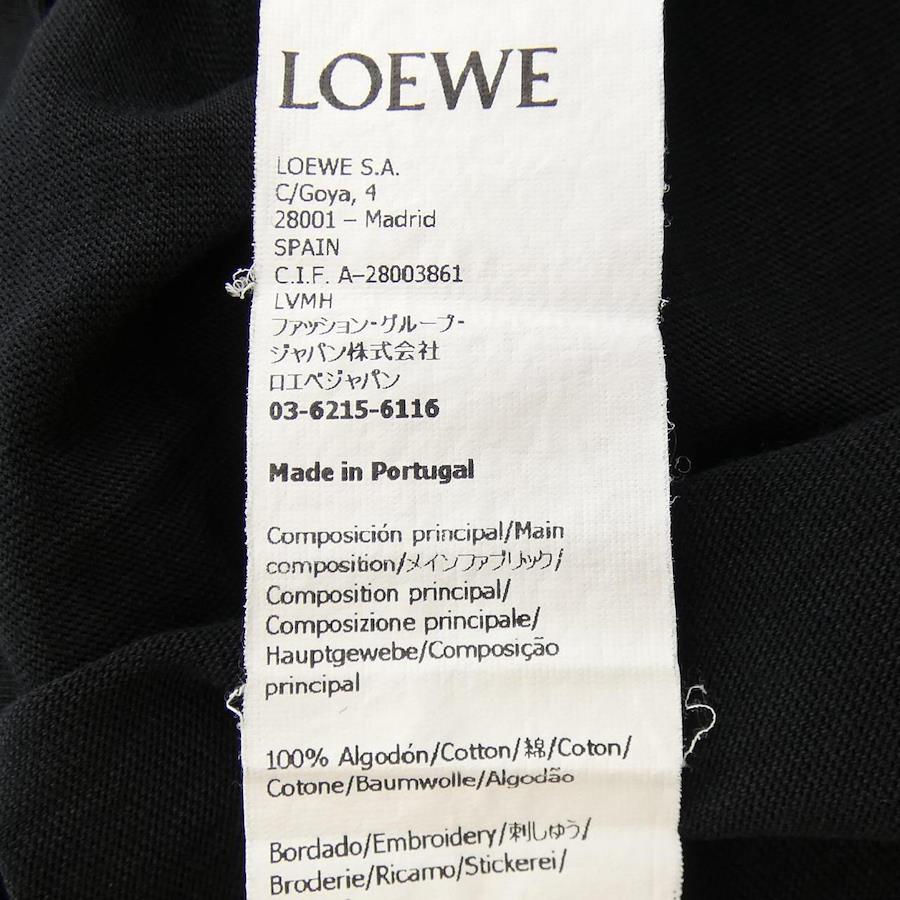 LOEWE
LOEWE S.A.
C/Goya, 4
28001 – Madrid
SPAIN
C.I.F. A–28003861
LVMH
ファッション・グループ・
ジャパン株式会社
ロエベジャパン
03-6215-6116
Made in Portugal
Composición principal/Main
composition/メインファブリック/
Composition principal/
Composizione principale/
Hauptgewebe/Composição
principal
100% Algodón/Cotton/綿/Coton/
Cotone/Baumwolle/Algodão
Bordado/Embroidery/刺しゅう/
Broderie/Ricamo/Stickerei/